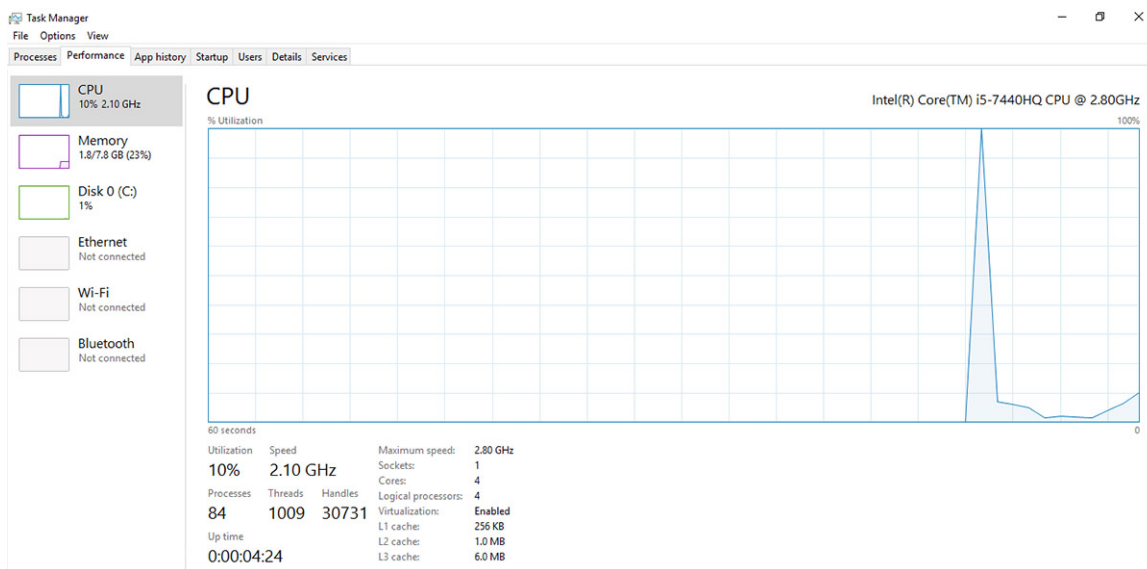 Task Manager
File Options View
Processes Performance App history Startup Users Details Services
CPU
10% 2.10 GHz
Memory
1.8/7.8 GB (23%)
Disk 0 (C:)
1%
Ethernet
Not connected
Wi-Fi
Not connected
Bluetooth
Not connected
CPU Intel(R) Core(TM) i5-7440HQ CPU @ 2.80GHz
% Utilization 100%
60 seconds 0
Utilization Speed
10% 2.10 GHz
Processes Threads Handles
84 1009 30731
Up time
0:00:04:24
Maximum speed: 2.80 GHz
Sockets: 1
Cores: 4
Logical processors: 4
Virtualization: Enabled
L1 cache: 256 KB
L2 cache: 1.0 MB
L3 cache: 6.0 MB